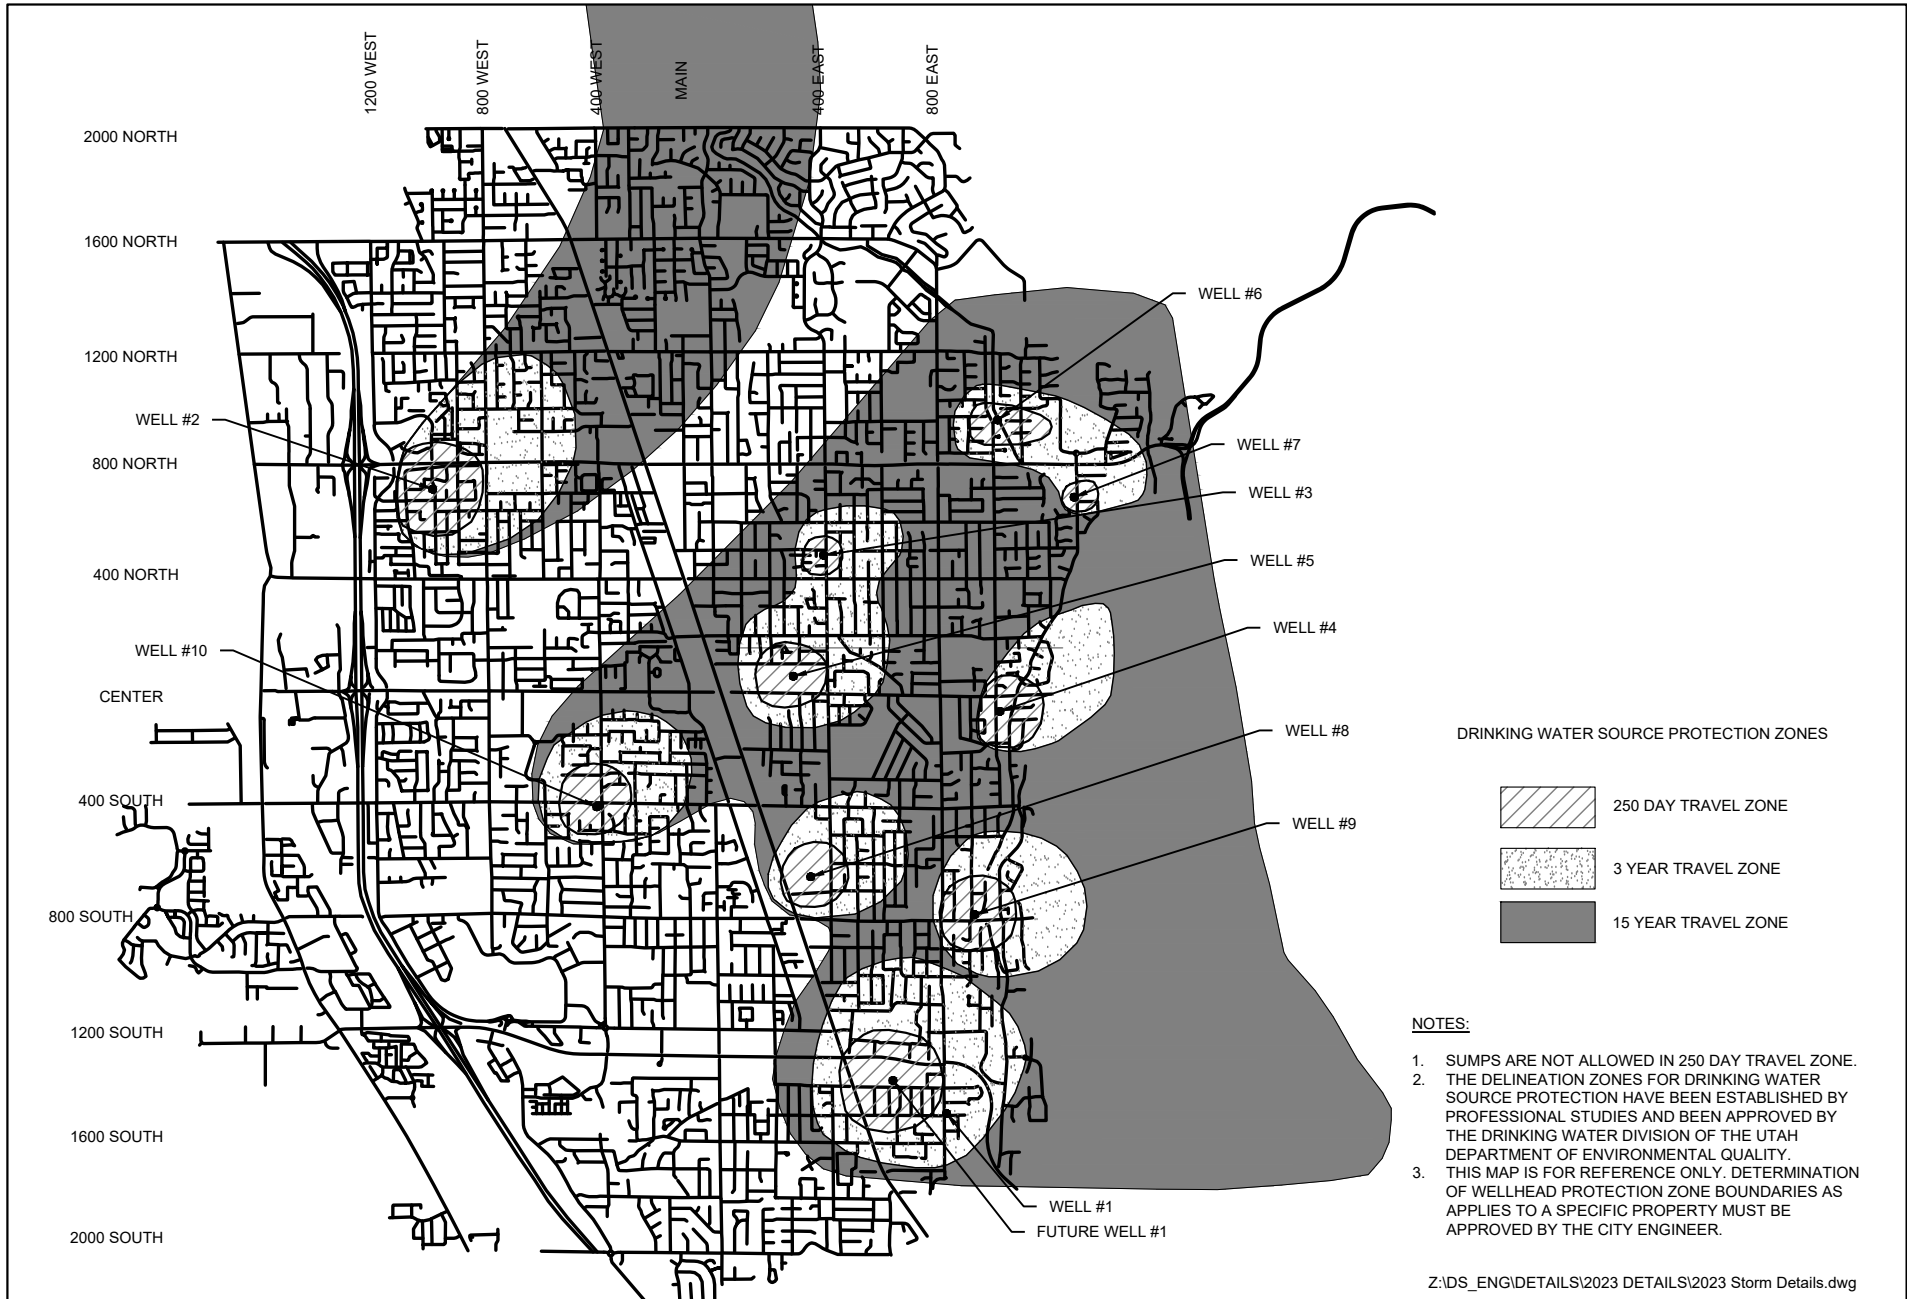 1200 WEST
800 WEST
400 WEST
MAIN
400 EAST
800 EAST
2000 NORTH
1600 NORTH
1200 NORTH
800 NORTH
400 NORTH
CENTER
400 SOUTH
800 SOUTH
1200 SOUTH
1600 SOUTH
2000 SOUTH
WELL #2
WELL #10
WELL #6
WELL #7
WELL #3
WELL #5
WELL #4
WELL #8
WELL #9
WELL #1
FUTURE WELL #1
DRINKING WATER SOURCE PROTECTION ZONES
250 DAY TRAVEL ZONE
3 YEAR TRAVEL ZONE
15 YEAR TRAVEL ZONE
NOTES:
1. SUMPS ARE NOT ALLOWED IN 250 DAY TRAVEL ZONE.
2. THE DELINEATION ZONES FOR DRINKING WATER
SOURCE PROTECTION HAVE BEEN ESTABLISHED BY
PROFESSIONAL STUDIES AND BEEN APPROVED BY
THE DRINKING WATER DIVISION OF THE UTAH
DEPARTMENT OF ENVIRONMENTAL QUALITY.
3. THIS MAP IS FOR REFERENCE ONLY. DETERMINATION
OF WELLHEAD PROTECTION ZONE BOUNDARIES AS
APPLIES TO A SPECIFIC PROPERTY MUST BE
APPROVED BY THE CITY ENGINEER.
Z:\DS_ENG\DETAILS\2023 DETAILS\2023 Storm Details.dwg